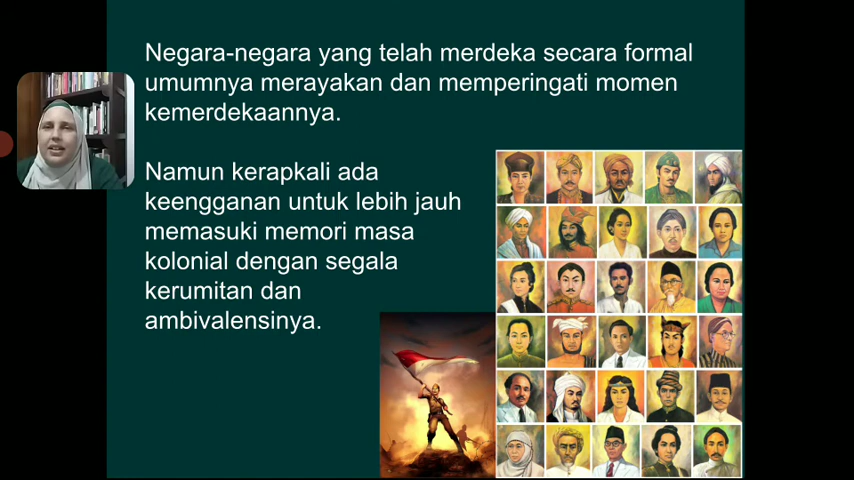 Negara-negara yang telah merdeka secara formal
umumnya merayakan dan memperingati momen
kemerdekaannya.
Namun kerapkali ada
keengganan untuk lebih jauh
memasuki memori masa
kolonial dengan segala
kerumitan dan
ambivalensinya.